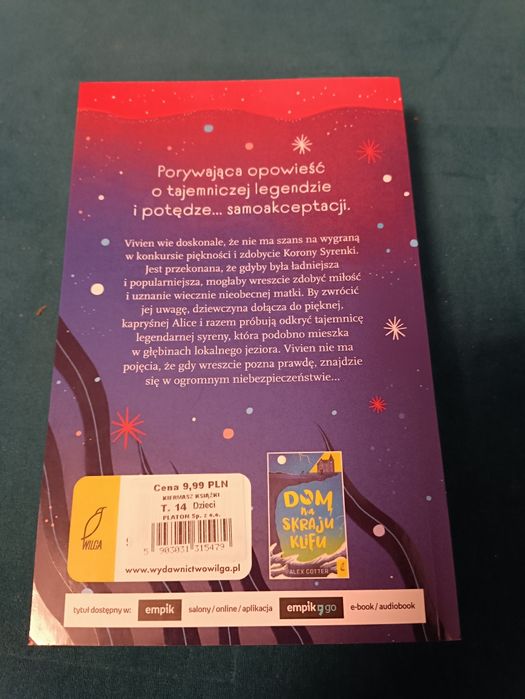 Porywająca opowieść
o tajemniczej legendzie
i potędze... samoakceptacji.
Vivien wie doskonale, że nie ma szans na wygraną
w konkursie piękności i zdobycie Korony Syrenki.
Jest przekonana, że gdyby była ładniejsza
i popularniejsza, mogłaby wreszcie zdobyć miłość
i uznanie wiecznie nieobecnej matki. By zwrócić
jej uwagę, dziewczyna dołącza do pięknej,
kapryśnej Alice i razem próbują odkryć tajemnicę
legendarnej syreny, która podobno mieszka
w głębinach lokalnego jeziora. Vivien nie ma
pojęcia, że gdy wreszcie pozna prawdę, znajdzie
się w ogromnym niebezpieczeństwie...
Cena 9,99 PLN
KIERMASZ KSIĄŻKI
T. 14 Dzieci
PLATON Sp. z o.o.
5 903031 315479
WILGA
www.wydawnictwowilga.pl
DOM
na
SKRAJU
KLIFU
ALEX COTTER
tytuł dostępny w:
empik
salony / online / aplikacja
empik go
e-book / audiobook